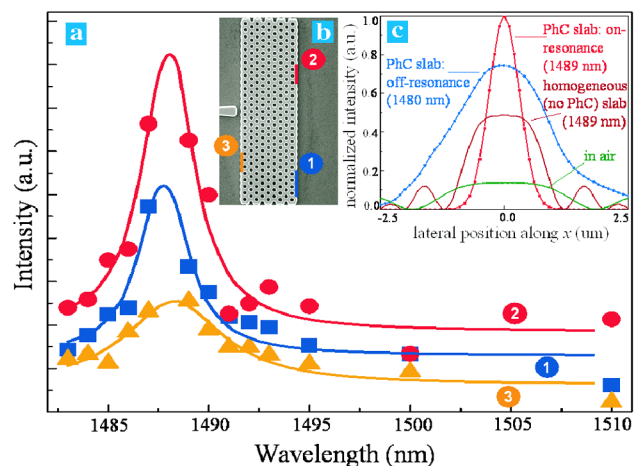 a
b
c
2
3
1
normalized intensity (a.u.)
1.0
0.8
0.6
0.4
0.2
0.0
PhC slab: on-
resonance
(1489 nm)
PhC slab:
off-resonance
(1480 nm)
homogeneous
(no PhC) slab
(1489 nm)
in air
-2.5
0.0
2.5
lateral position along x (um)
Intensity (a.u.)
2
1
3
1485
1490
1495
1500
1505
1510
Wavelength (nm)